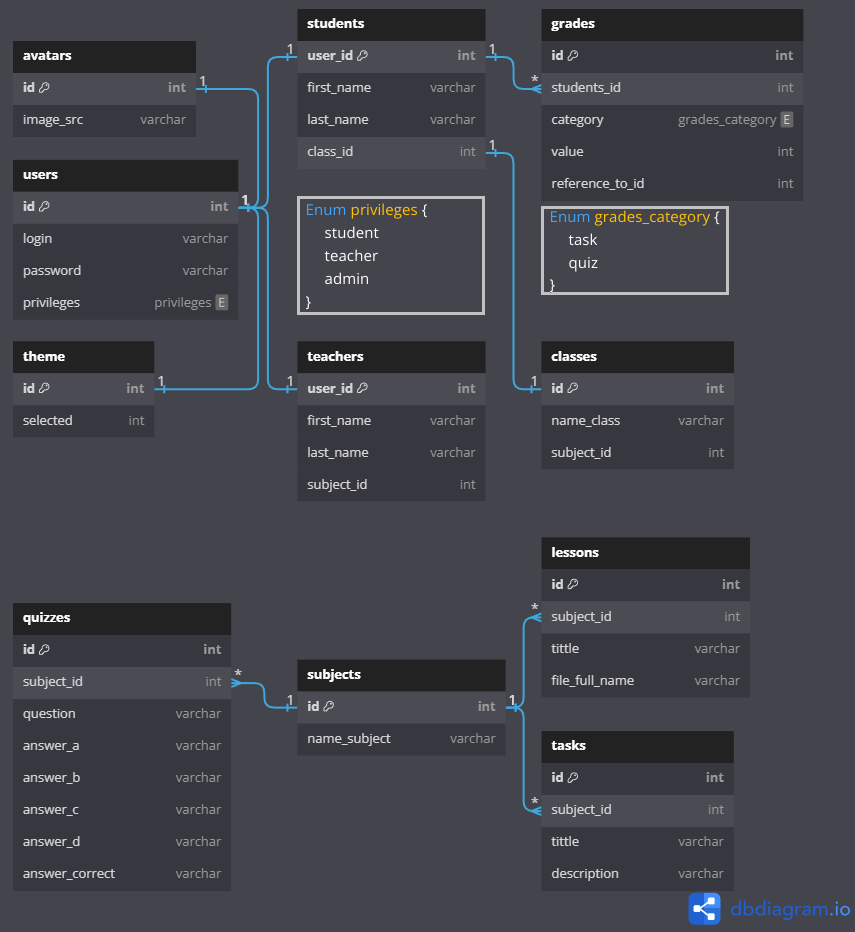 avatars
id int
image_src varchar
users
id int
login varchar
password varchar
privileges privileges E
theme
id int
selected int
students
user_id int
first_name varchar
last_name varchar
class_id int
Enum privileges {
student
teacher
admin
}
teachers
user_id int
first_name varchar
last_name varchar
subject_id int
grades
id int
students_id int
category grades_category E
value int
reference_to_id int
Enum grades_category {
task
quiz
}
classes
id int
name_class varchar
subject_id int
quizzes
id int
subject_id int
question varchar
answer_a varchar
answer_b varchar
answer_c varchar
answer_d varchar
answer_correct varchar
subjects
id int
name_subject varchar
lessons
id int
subject_id int
tittle varchar
file_full_name varchar
tasks
id int
subject_id int
tittle varchar
description varchar
1
1
1
1
1
1
*
1
1
*
1
1
*
*
dbdiagram.io